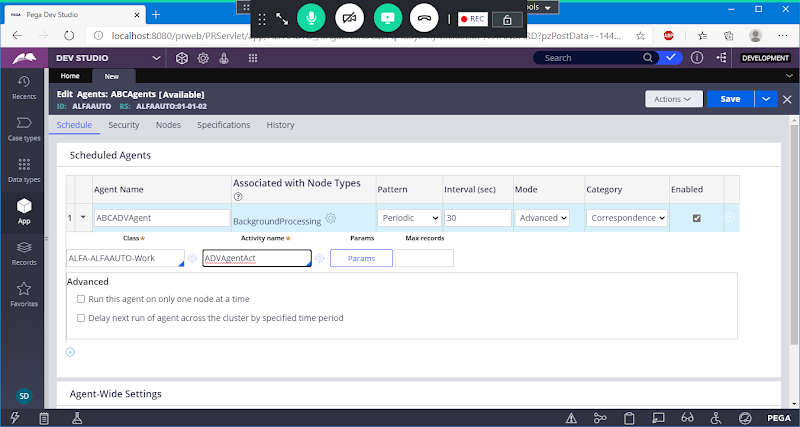 PEGA Pega Dev Studio
REC
ools
localhost:8080/prweb/PRServlet/app/
RD?pzPostData=-144...
DEV STUDIO
Search
DEVELOPMENT
Home New
Edit Agents: ABCAgents [Available]
ID: ALFAAUTO RS: ALFAAUTO:01-01-02
Actions
Save
Recents
Case types
Data types
App
Records
Favorites
SD
Schedule Security Nodes Specifications History
Scheduled Agents
Agent Name Associated with Node Types Pattern Interval (sec) Mode Category Enabled
1 ABCADVAgent BackgroundProcessing Periodic 30 Advanced Correspondence
Class★ Activity name★ Params Max records
ALFA-ALFAAUTO-Work ADVAgentAct Params
Advanced
Run this agent on only one node at a time
Delay next run of agent across the cluster by specified time period
Agent-Wide Settings
PEGA